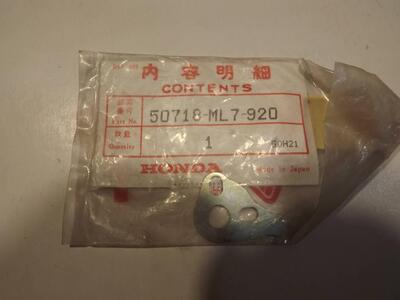 内容明細
CONTENTS
部品
番号
Part No.
50718-ML7-920
数量
Quantity
1
60H21
HONDA
Made in Japan